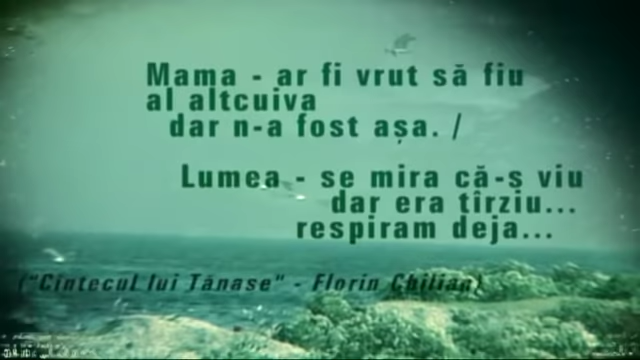 Mama - ar fi vrut să fiu
al altcuiva
dar n-a fost așa. /
Lumea - se mira că-s viu
dar era tîrziu...
respiram deja...
("Cîntecul lui Tănase" - Florin Chilian)